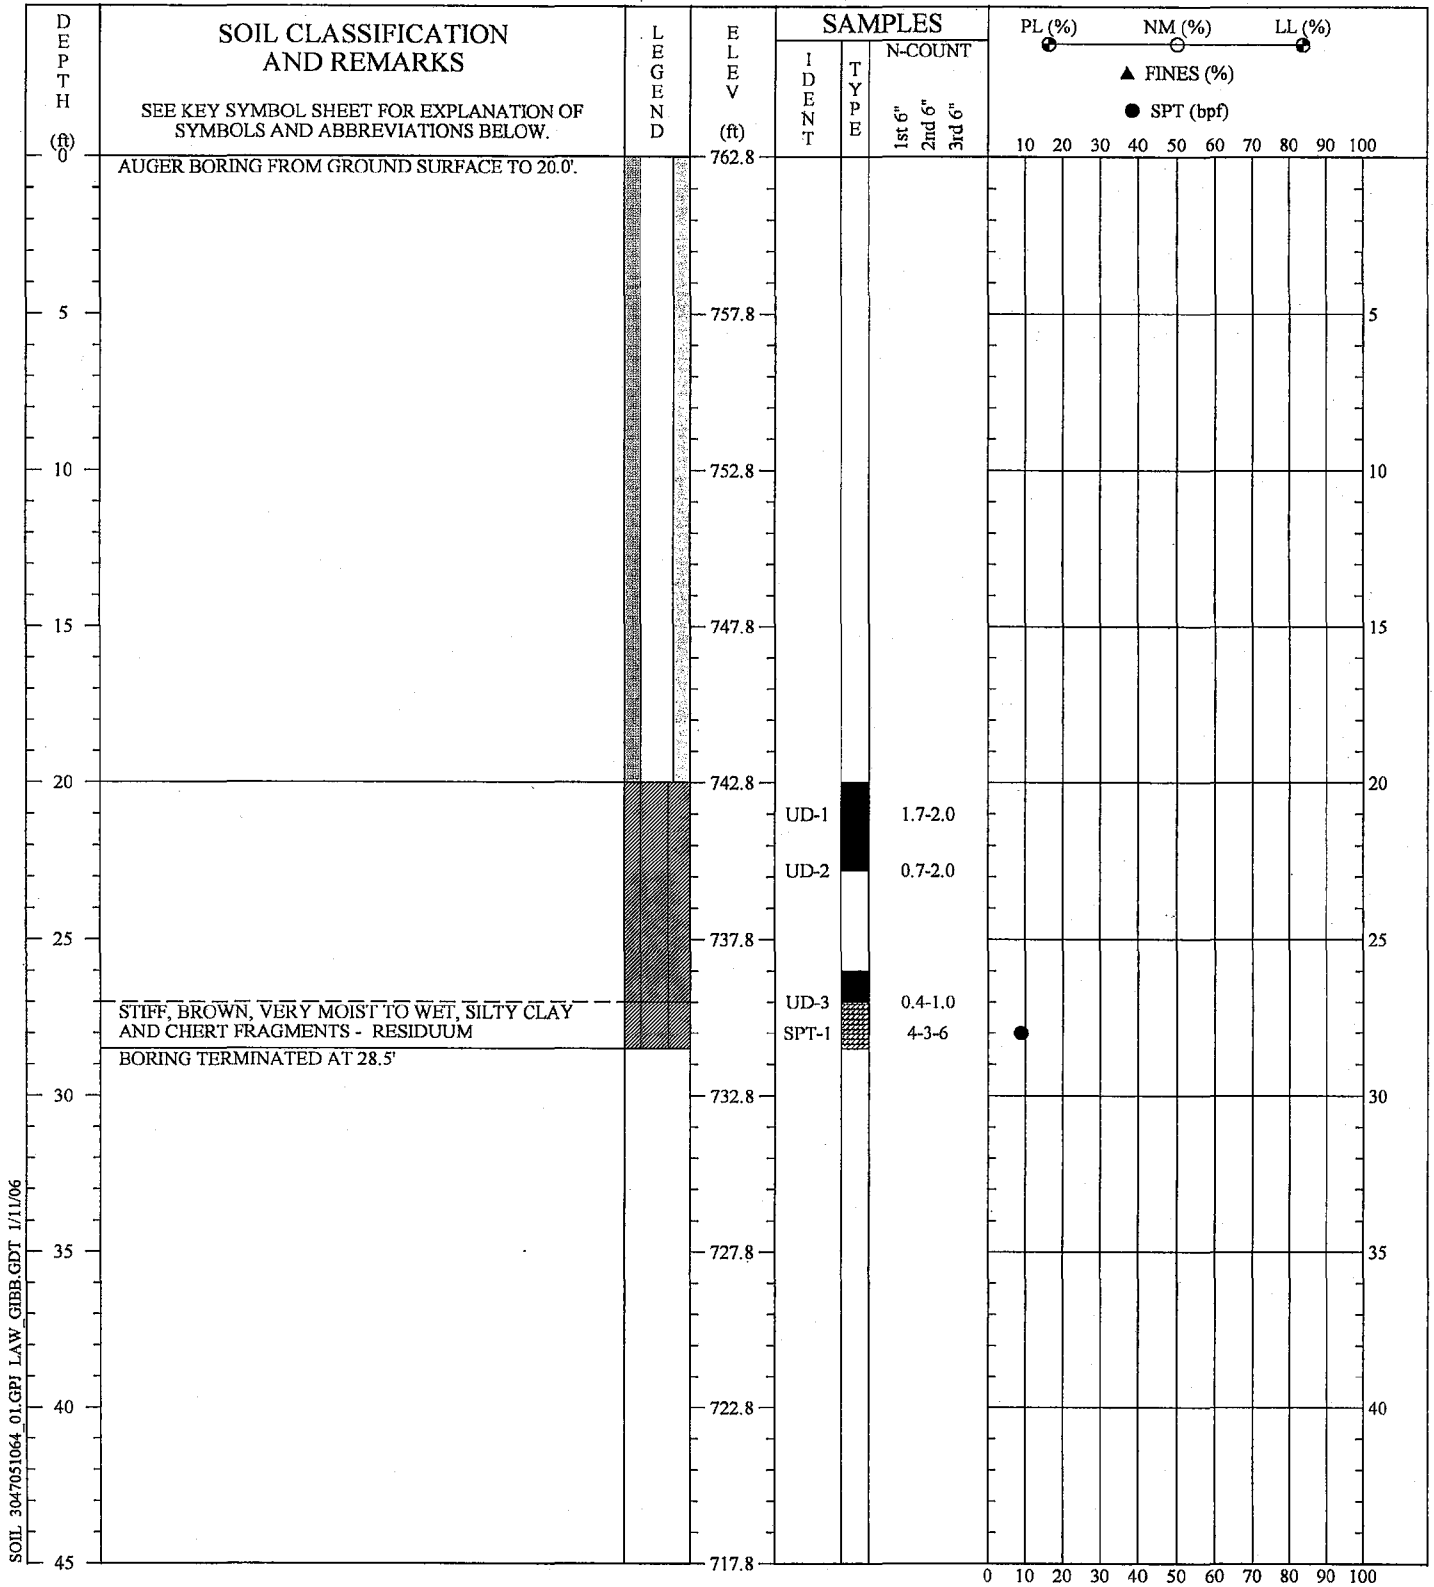 DEPTH (ft)
SOIL CLASSIFICATION
AND REMARKS
SEE KEY SYMBOL SHEET FOR EXPLANATION OF
SYMBOLS AND ABBREVIATIONS BELOW.
LEGEND
ELEV (ft)
SAMPLES
IDENT
TYPE
N-COUNT
1st 6"
2nd 6"
3rd 6"
PL (%) NM (%) LL (%)
▲ FINES (%)
● SPT (bpf)
10 20 30 40 50 60 70 80 90 100
0 AUGER BORING FROM GROUND SURFACE TO 20.0'. 762.8
5 757.8 5
10 752.8 10
15 747.8 15
20 742.8 20
UD-1 1.7-2.0
UD-2 0.7-2.0
25 737.8 25
STIFF, BROWN, VERY MOIST TO WET, SILTY CLAY UD-3 0.4-1.0
AND CHERT FRAGMENTS - RESIDUUM SPT-1 4-3-6
BORING TERMINATED AT 28.5'
30 732.8 30
35 727.8 35
40 722.8 40
45 717.8
0 10 20 30 40 50 60 70 80 90 100
SOIL 3047051064_01.GPJ LAW_GIBB.GDT 1/11/06